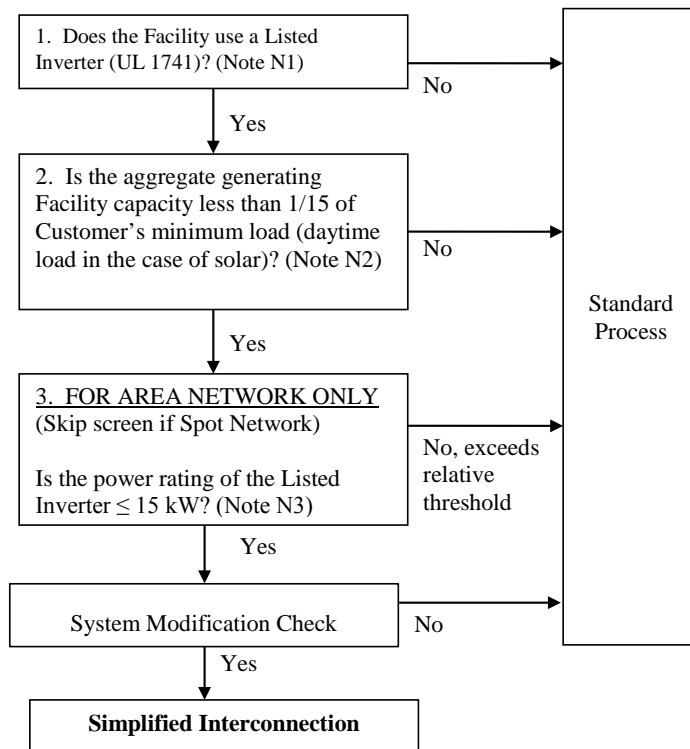 1. Does the Facility use a Listed
Inverter (UL 1741)? (Note N1)
No
Yes
2. Is the aggregate generating
Facility capacity less than 1/15 of
Customer’s minimum load (daytime
load in the case of solar)? (Note N2)
No
Standard
Process
Yes
3. FOR AREA NETWORK ONLY
(Skip screen if Spot Network)
Is the power rating of the Listed
Inverter ≤ 15 kW? (Note N3)
No, exceeds
relative
threshold
Yes
System Modification Check
No
Yes
Simplified Interconnection